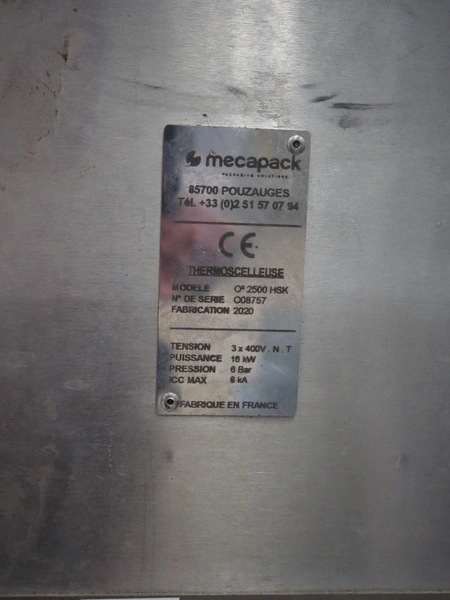 mecapack
PACKAGING SOLUTIONS
85700 POUZAUGES
Tél. +33 (0)2 51 57 07 94
CE
THERMOSCELLEUSE
MODELE O² 2500 HSK
N° DE SERIE O08757
FABRICATION 2020
TENSION 3 x 400V . N . T
PUISSANCE 16 kW
PRESSION 6 Bar
ICC MAX 6 kA
FABRIQUE EN FRANCE